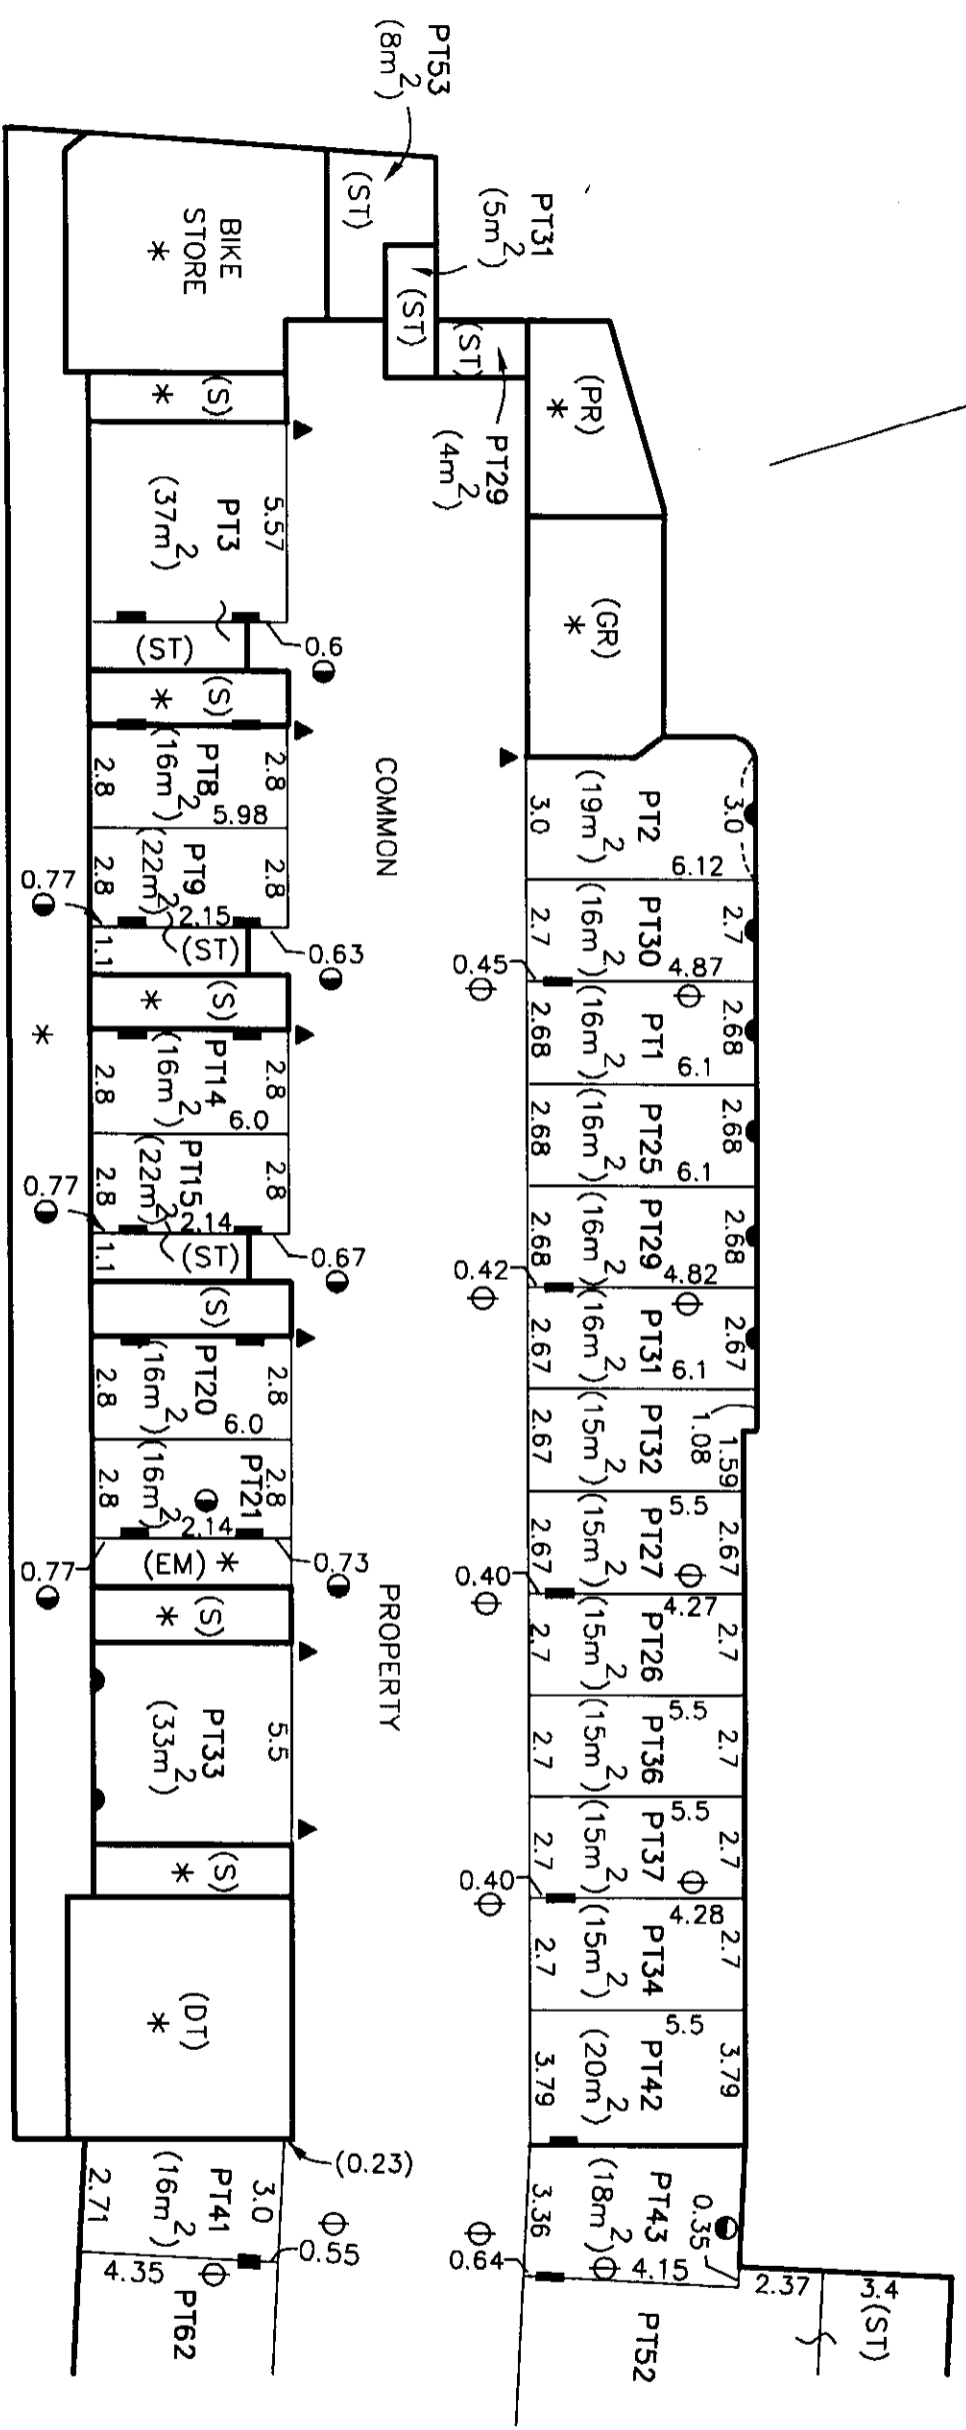 PT53
(8m²)
(ST)
PT31
(5m²)
(ST)
(ST)
PT29
(4m²)
BIKE
STORE
*
(PR)
*
(GR)
*
(S)
*
5.57
PT3
(37m²)
(ST)
0.6
(S)
*
2.8
PT8
(16m²)
5.98
2.8
2.8
PT9
(22m²)
2.15
2.8
0.77
1.1
(ST)
0.63
(S)
*
2.8
PT14
(16m²)
6.0
2.8
2.8
PT15
(22m²)
2.14
2.8
0.77
1.1
(ST)
0.67
*
(S)
2.8
PT20
(16m²)
6.0
2.8
2.8
PT21
(16m²)
2.14
2.8
0.77
(EM) *
0.73
(S)
*
5.5
PT33
(33m²)
(S)
*
(DT)
*
(0.23)
3.0
PT41
(16m²)
2.71
0.55
4.35
PT62
COMMON
PROPERTY
3.0
PT2
(19m²)
3.0
6.12
2.7
PT30
(16m²)
2.7
4.87
0.45
2.68
PT1
(16m²)
2.68
6.1
2.68
PT25
(16m²)
2.68
6.1
2.68
PT29
(16m²)
2.68
4.82
0.42
2.67
PT31
(16m²)
2.67
6.1
1.08
1.59
PT32
(15m²)
2.67
5.5
2.67
PT27
(15m²)
2.67
4.27
0.40
2.7
PT26
(15m²)
2.7
5.5
2.7
PT36
(15m²)
2.7
5.5
2.7
PT37
(15m²)
2.7
4.28
0.40
2.7
PT34
(15m²)
2.7
5.5
3.79
PT42
(20m²)
3.79
0.35
PT43
(18m²)
3.36
4.15
0.64
2.37
3.4
(ST)
PT52